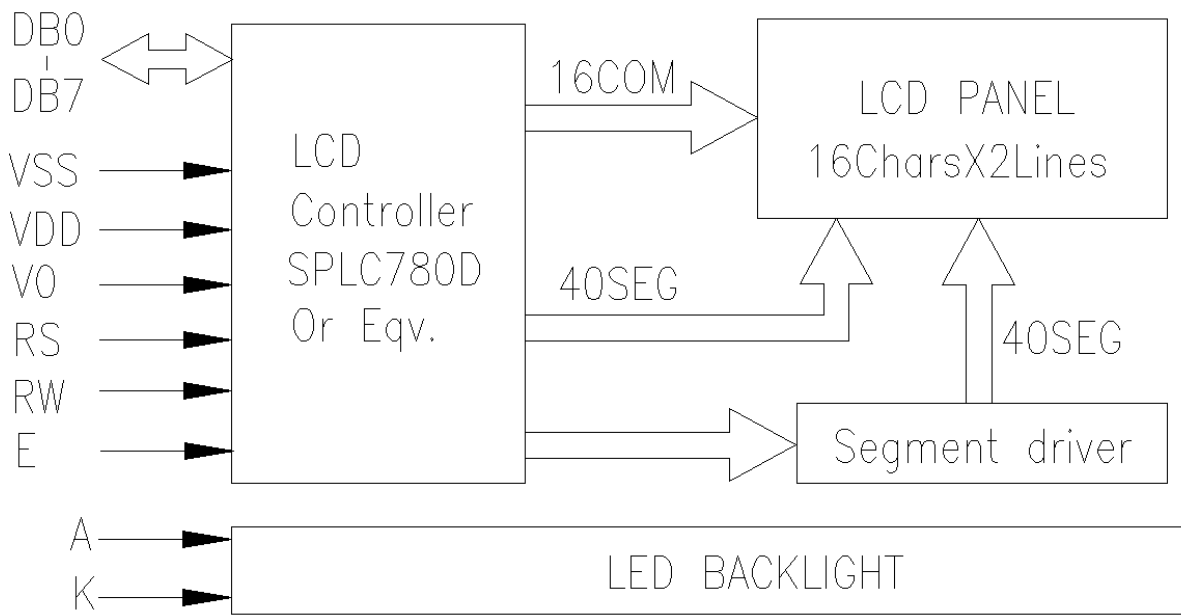 DB0
-
DB7
VSS
VDD
V0
RS
RW
E
LCD
Controller
SPLC780D
Or Eqv.
16COM
40SEG
LCD PANEL
16CharsX2Lines
40SEG
Segment driver
A
K
LED BACKLIGHT